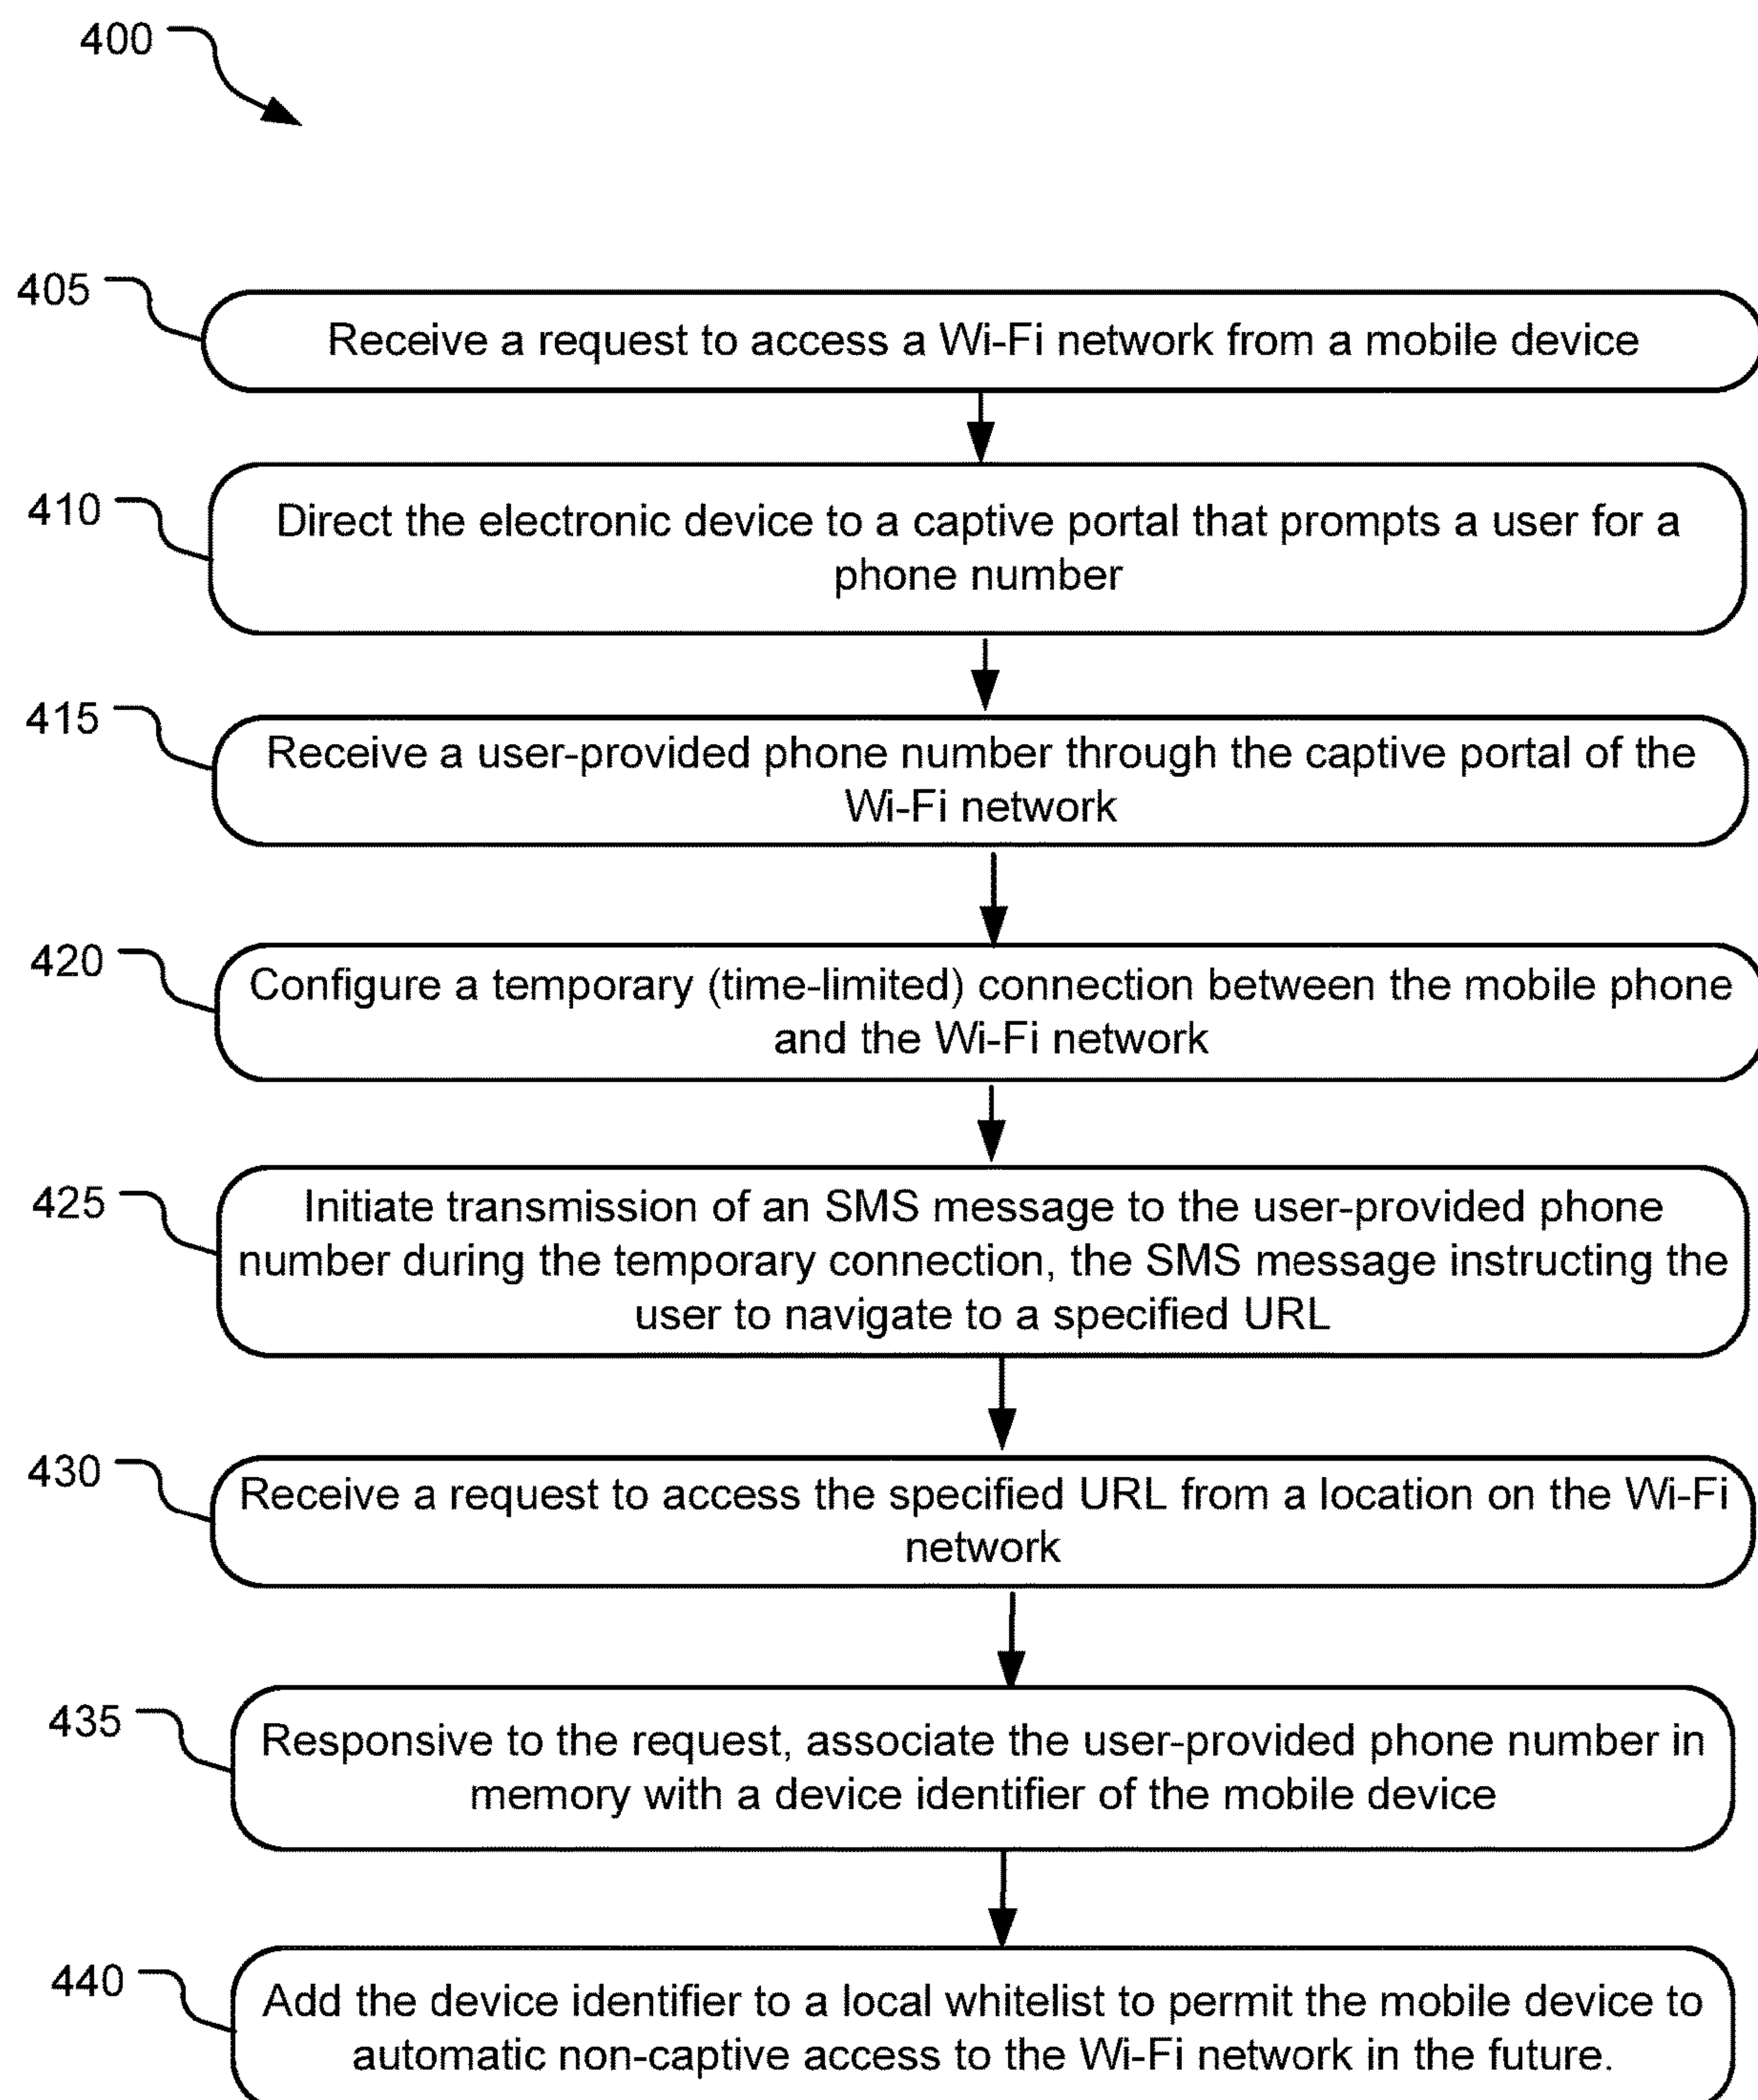 400
405
Receive a request to access a Wi-Fi network from a mobile device
410
Direct the electronic device to a captive portal that prompts a user for a
phone number
415
Receive a user-provided phone number through the captive portal of the
Wi-Fi network
420
Configure a temporary (time-limited) connection between the mobile phone
and the Wi-Fi network
425
Initiate transmission of an SMS message to the user-provided phone
number during the temporary connection, the SMS message instructing the
user to navigate to a specified URL
430
Receive a request to access the specified URL from a location on the Wi-Fi
network
435
Responsive to the request, associate the user-provided phone number in
memory with a device identifier of the mobile device
440
Add the device identifier to a local whitelist to permit the mobile device to
automatic non-captive access to the Wi-Fi network in the future.